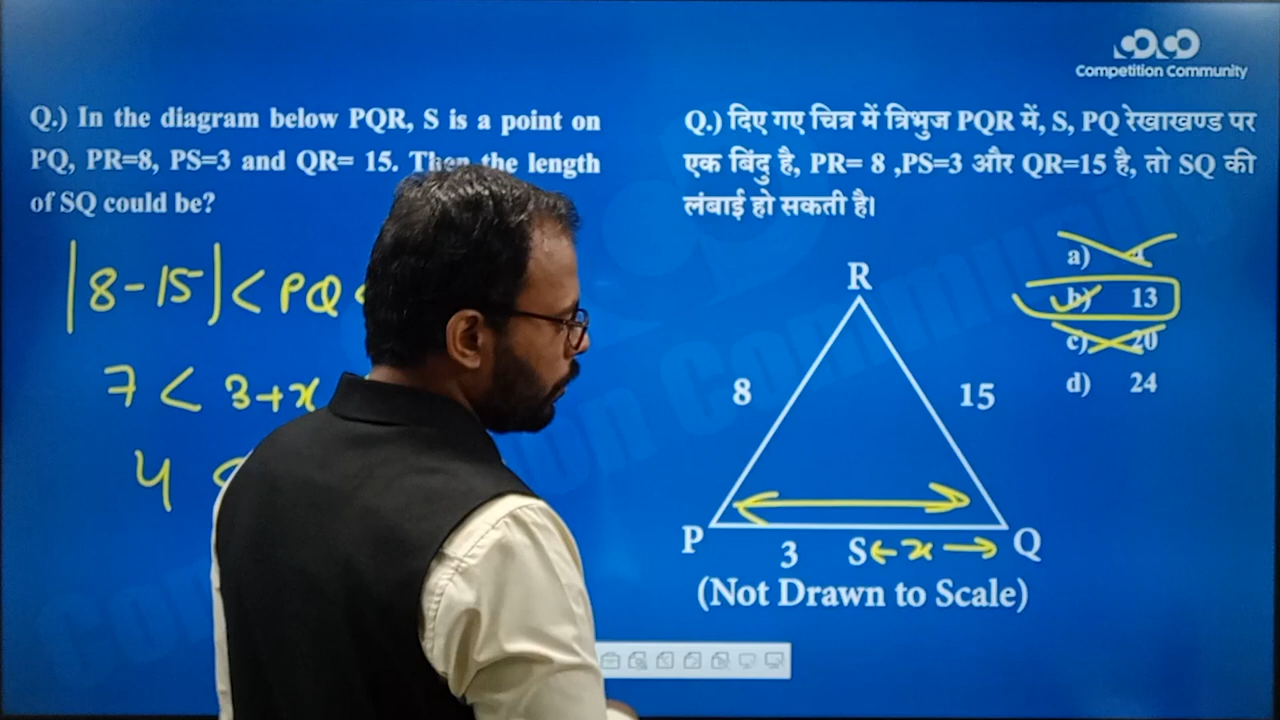 Competition Community
Q.) In the diagram below PQR, S is a point on
PQ, PR=8, PS=3 and QR= 15. Then the length
of SQ could be?
|8-15| < PQ <
7 < 3+x
4 <
Q.) दिए गए चित्र में त्रिभुज PQR में, S, PQ रेखाखण्ड पर
एक बिंदु है, PR= 8 ,PS=3 और QR=15 है, तो SQ की
लंबाई हो सकती है।
a)
b) 13
c) 20
d) 24
R
8
15
P
3
S
x
Q
(Not Drawn to Scale)